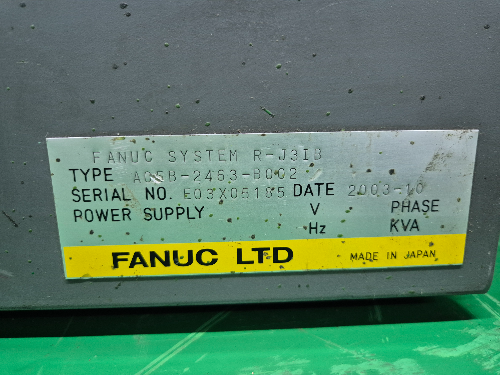 FANUC SYSTEM R-J3iB
TYPE A05B-2453-B002
SERIAL NO. E03X05185 DATE 2003-10
POWER SUPPLY V PHASE
Hz KVA
FANUC LTD MADE IN JAPAN